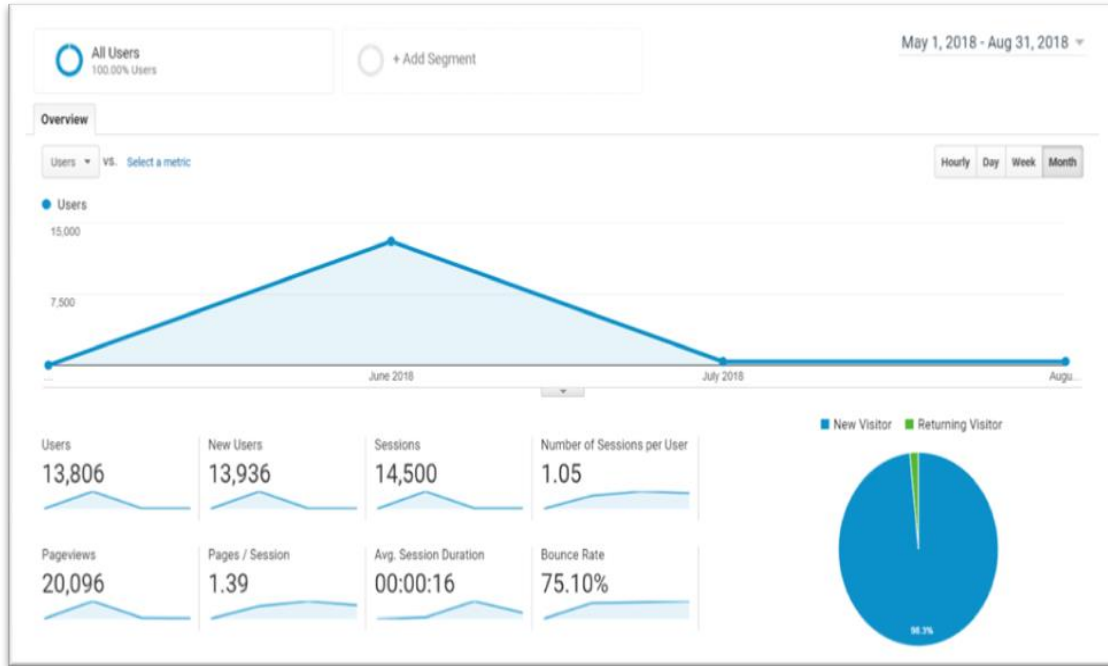 All Users
100.00% Users
+ Add Segment
May 1, 2018 - Aug 31, 2018
Overview
Users vs. Select a metric
Hourly Day Week Month
Users
15,000
7,500
... June 2018 July 2018 Augu...
New Visitor Returning Visitor
Users New Users Sessions Number of Sessions per User
13,806 13,936 14,500 1.05
Pageviews Pages / Session Avg. Session Duration Bounce Rate
20,096 1.39 00:00:16 75.10%
98.3%